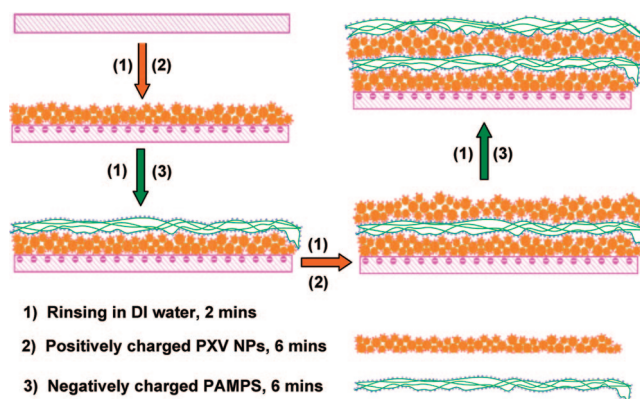 (1) (2)
(1) (3)
(1)
(2)
(1) (3)
1) Rinsing in DI water, 2 mins
2) Positively charged PXV NPs, 6 mins
3) Negatively charged PAMPS, 6 mins